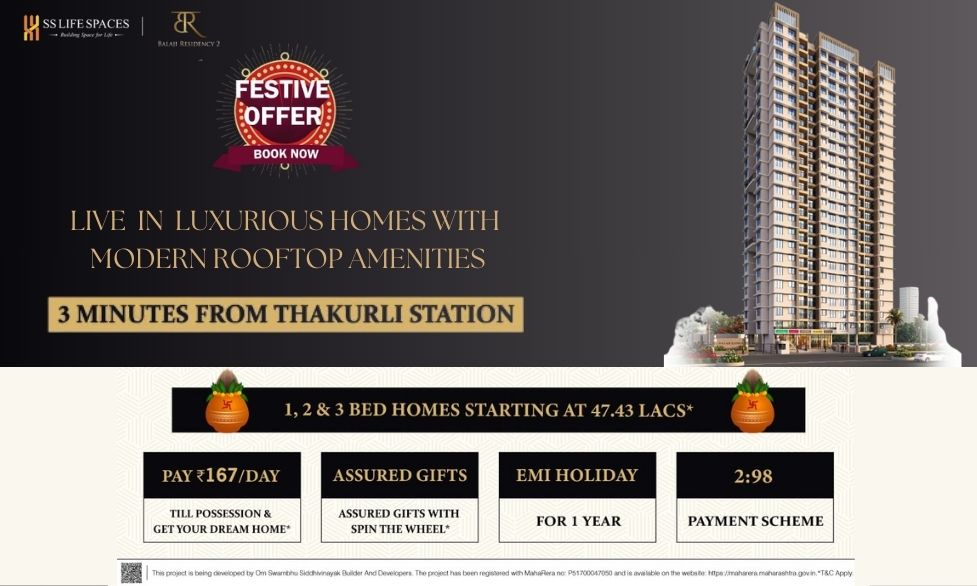 SS LIFE SPACES
Building Space for Life
BR
BALAJI RESIDENCY 2
FESTIVE
OFFER
BOOK NOW
LIVE IN LUXURIOUS HOMES WITH
MODERN ROOFTOP AMENITIES
3 MINUTES FROM THAKURLI STATION
1, 2 & 3 BED HOMES STARTING AT 47.43 LACS*
PAY ₹167/DAY
TILL POSSESSION &
GET YOUR DREAM HOME*
ASSURED GIFTS
ASSURED GIFTS WITH
SPIN THE WHEEL*
EMI HOLIDAY
FOR 1 YEAR
2:98
PAYMENT SCHEME
This project is being developed by Om Swambhu Siddhivinayak Builder And Developers. The project has been registered with MahaRera no: P51700047050 and is available on the website: https://maharera.maharashtra.gov.in.*T&C Apply.